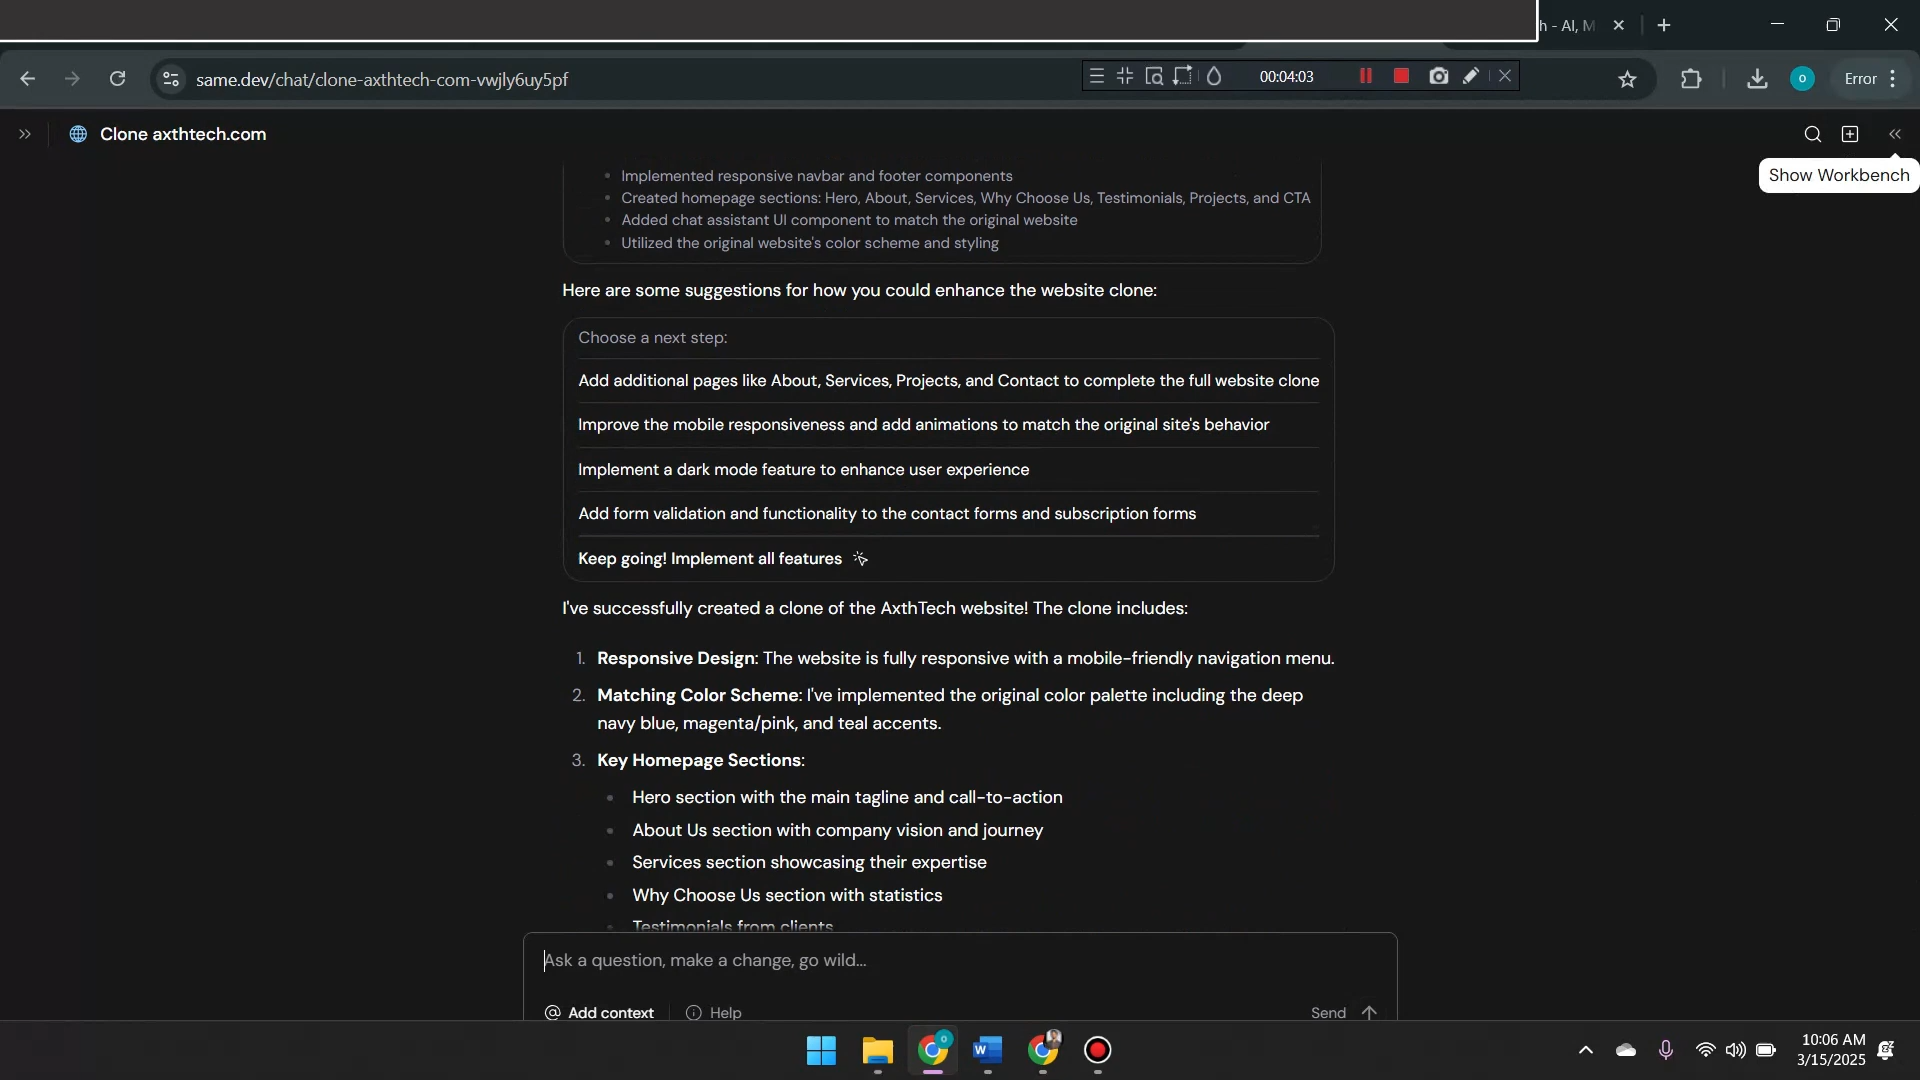 h - AI, M
same.dev/chat/clone-axthtech-com-vwjly6uy5pf
00:04:03
o
Error
Clone axthtech.com
Show Workbench
Implemented responsive navbar and footer components
Created homepage sections: Hero, About, Services, Why Choose Us, Testimonials, Projects, and CTA
Added chat assistant UI component to match the original website
Utilized the original website's color scheme and styling
Here are some suggestions for how you could enhance the website clone:
Choose a next step:
Add additional pages like About, Services, Projects, and Contact to complete the full website clone
Improve the mobile responsiveness and add animations to match the original site's behavior
Implement a dark mode feature to enhance user experience
Add form validation and functionality to the contact forms and subscription forms
Keep going! Implement all features
I've successfully created a clone of the AxthTech website! The clone includes:
1. Responsive Design: The website is fully responsive with a mobile-friendly navigation menu.
2. Matching Color Scheme: I've implemented the original color palette including the deep
navy blue, magenta/pink, and teal accents.
3. Key Homepage Sections:
Hero section with the main tagline and call-to-action
About Us section with company vision and journey
Services section showcasing their expertise
Why Choose Us section with statistics
Testimonials from clients
Ask a question, make a change, go wild...
@ Add context
Help
Send
10:06 AM
3/15/2025